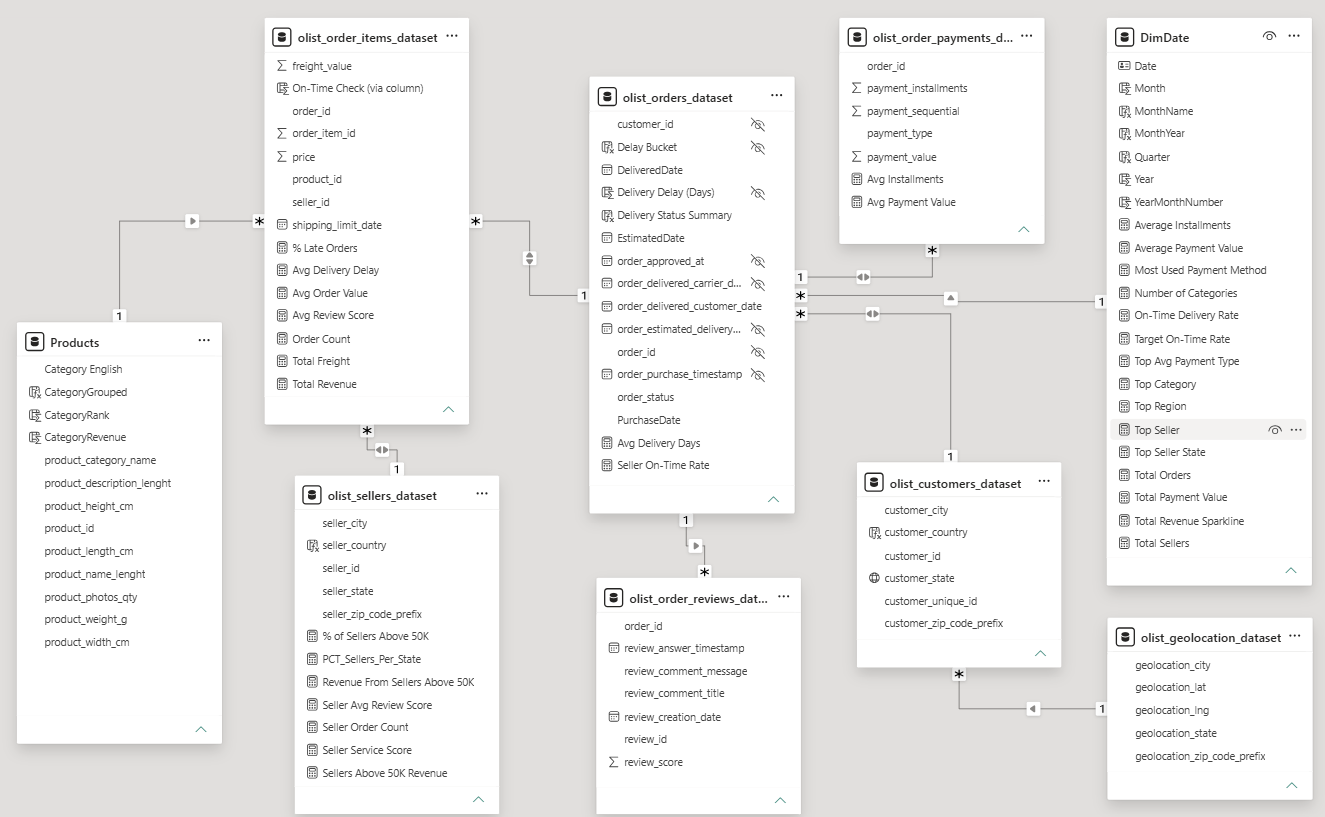 olist_order_items_dataset
freight_value
On-Time Check (via column)
order_id
order_item_id
price
product_id
seller_id
shipping_limit_date
% Late Orders
Avg Delivery Delay
Avg Order Value
Avg Review Score
Order Count
Total Freight
Total Revenue
olist_orders_dataset
customer_id
Delay Bucket
DeliveredDate
Delivery Delay (Days)
Delivery Status Summary
EstimatedDate
order_approved_at
order_delivered_carrier_d...
order_delivered_customer_date
order_estimated_delivery...
order_id
order_purchase_timestamp
order_status
PurchaseDate
Avg Delivery Days
Seller On-Time Rate
olist_order_payments_d...
order_id
payment_installments
payment_sequential
payment_type
payment_value
Avg Installments
Avg Payment Value
DimDate
Date
Month
MonthName
MonthYear
Quarter
Year
YearMonthNumber
Average Installments
Average Payment Value
Most Used Payment Method
Number of Categories
On-Time Delivery Rate
Target On-Time Rate
Top Avg Payment Type
Top Category
Top Region
Top Seller
Top Seller State
Total Orders
Total Payment Value
Total Revenue Sparkline
Total Sellers
Products
Category English
CategoryGrouped
CategoryRank
CategoryRevenue
product_category_name
product_description_lenght
product_height_cm
product_id
product_length_cm
product_name_lenght
product_photos_qty
product_weight_g
product_width_cm
olist_sellers_dataset
seller_city
seller_country
seller_id
seller_state
seller_zip_code_prefix
% of Sellers Above 50K
PCT_Sellers_Per_State
Revenue From Sellers Above 50K
Seller Avg Review Score
Seller Order Count
Seller Service Score
Sellers Above 50K Revenue
olist_order_reviews_dat...
order_id
review_answer_timestamp
review_comment_message
review_comment_title
review_creation_date
review_id
review_score
olist_customers_dataset
customer_city
customer_country
customer_id
customer_state
customer_unique_id
customer_zip_code_prefix
olist_geolocation_dataset
geolocation_city
geolocation_lat
geolocation_lng
geolocation_state
geolocation_zip_code_prefix
1
*
*
1
*
1
1
*
1
*
*
1
*
1
*
1